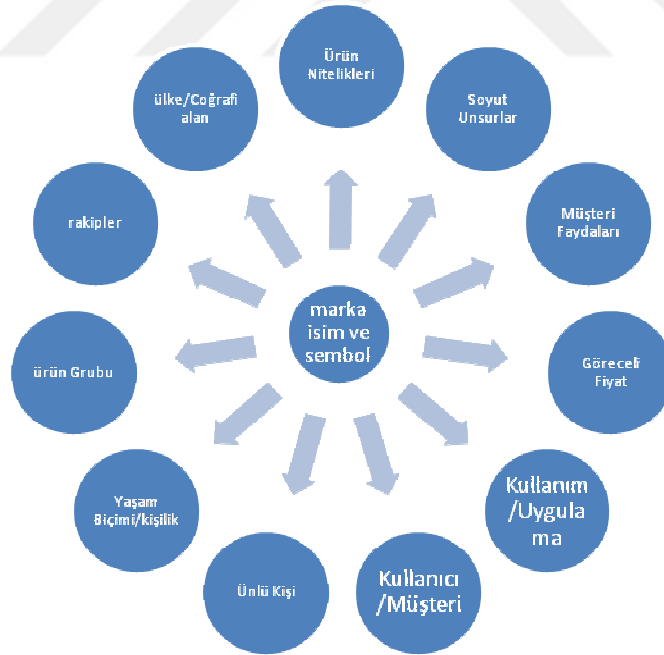 Ürün
Nitelikleri
Soyut
Unsurlar
Müşteri
Faydaları
Göreceli
Fiyat
Kullanım
/Uygula
ma
Kullanıcı
/Müşteri
Ünlü Kişi
Yaşam
Biçimi/kişilik
ürün Grubu
rakipler
ülke/Coğrafi
alan
marka
isim ve
sembol